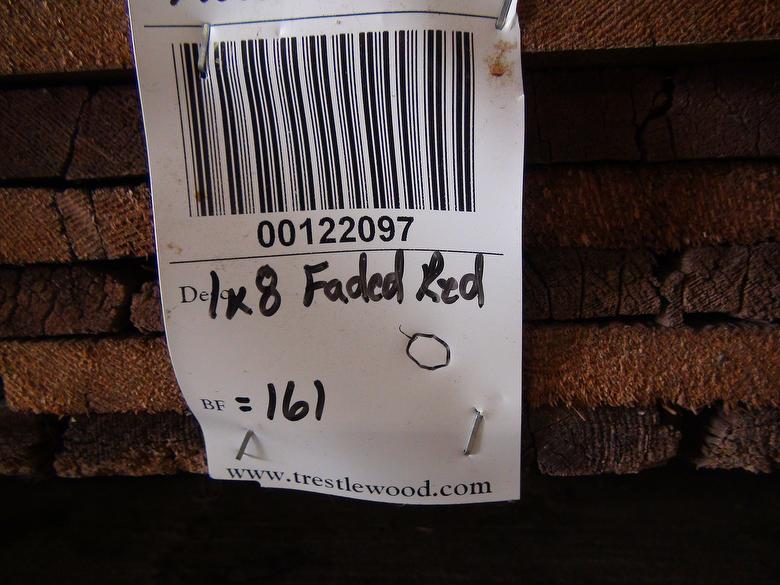 00122097
Desc 1x8 Faded Red
BF = 161
www.trestlewood.com